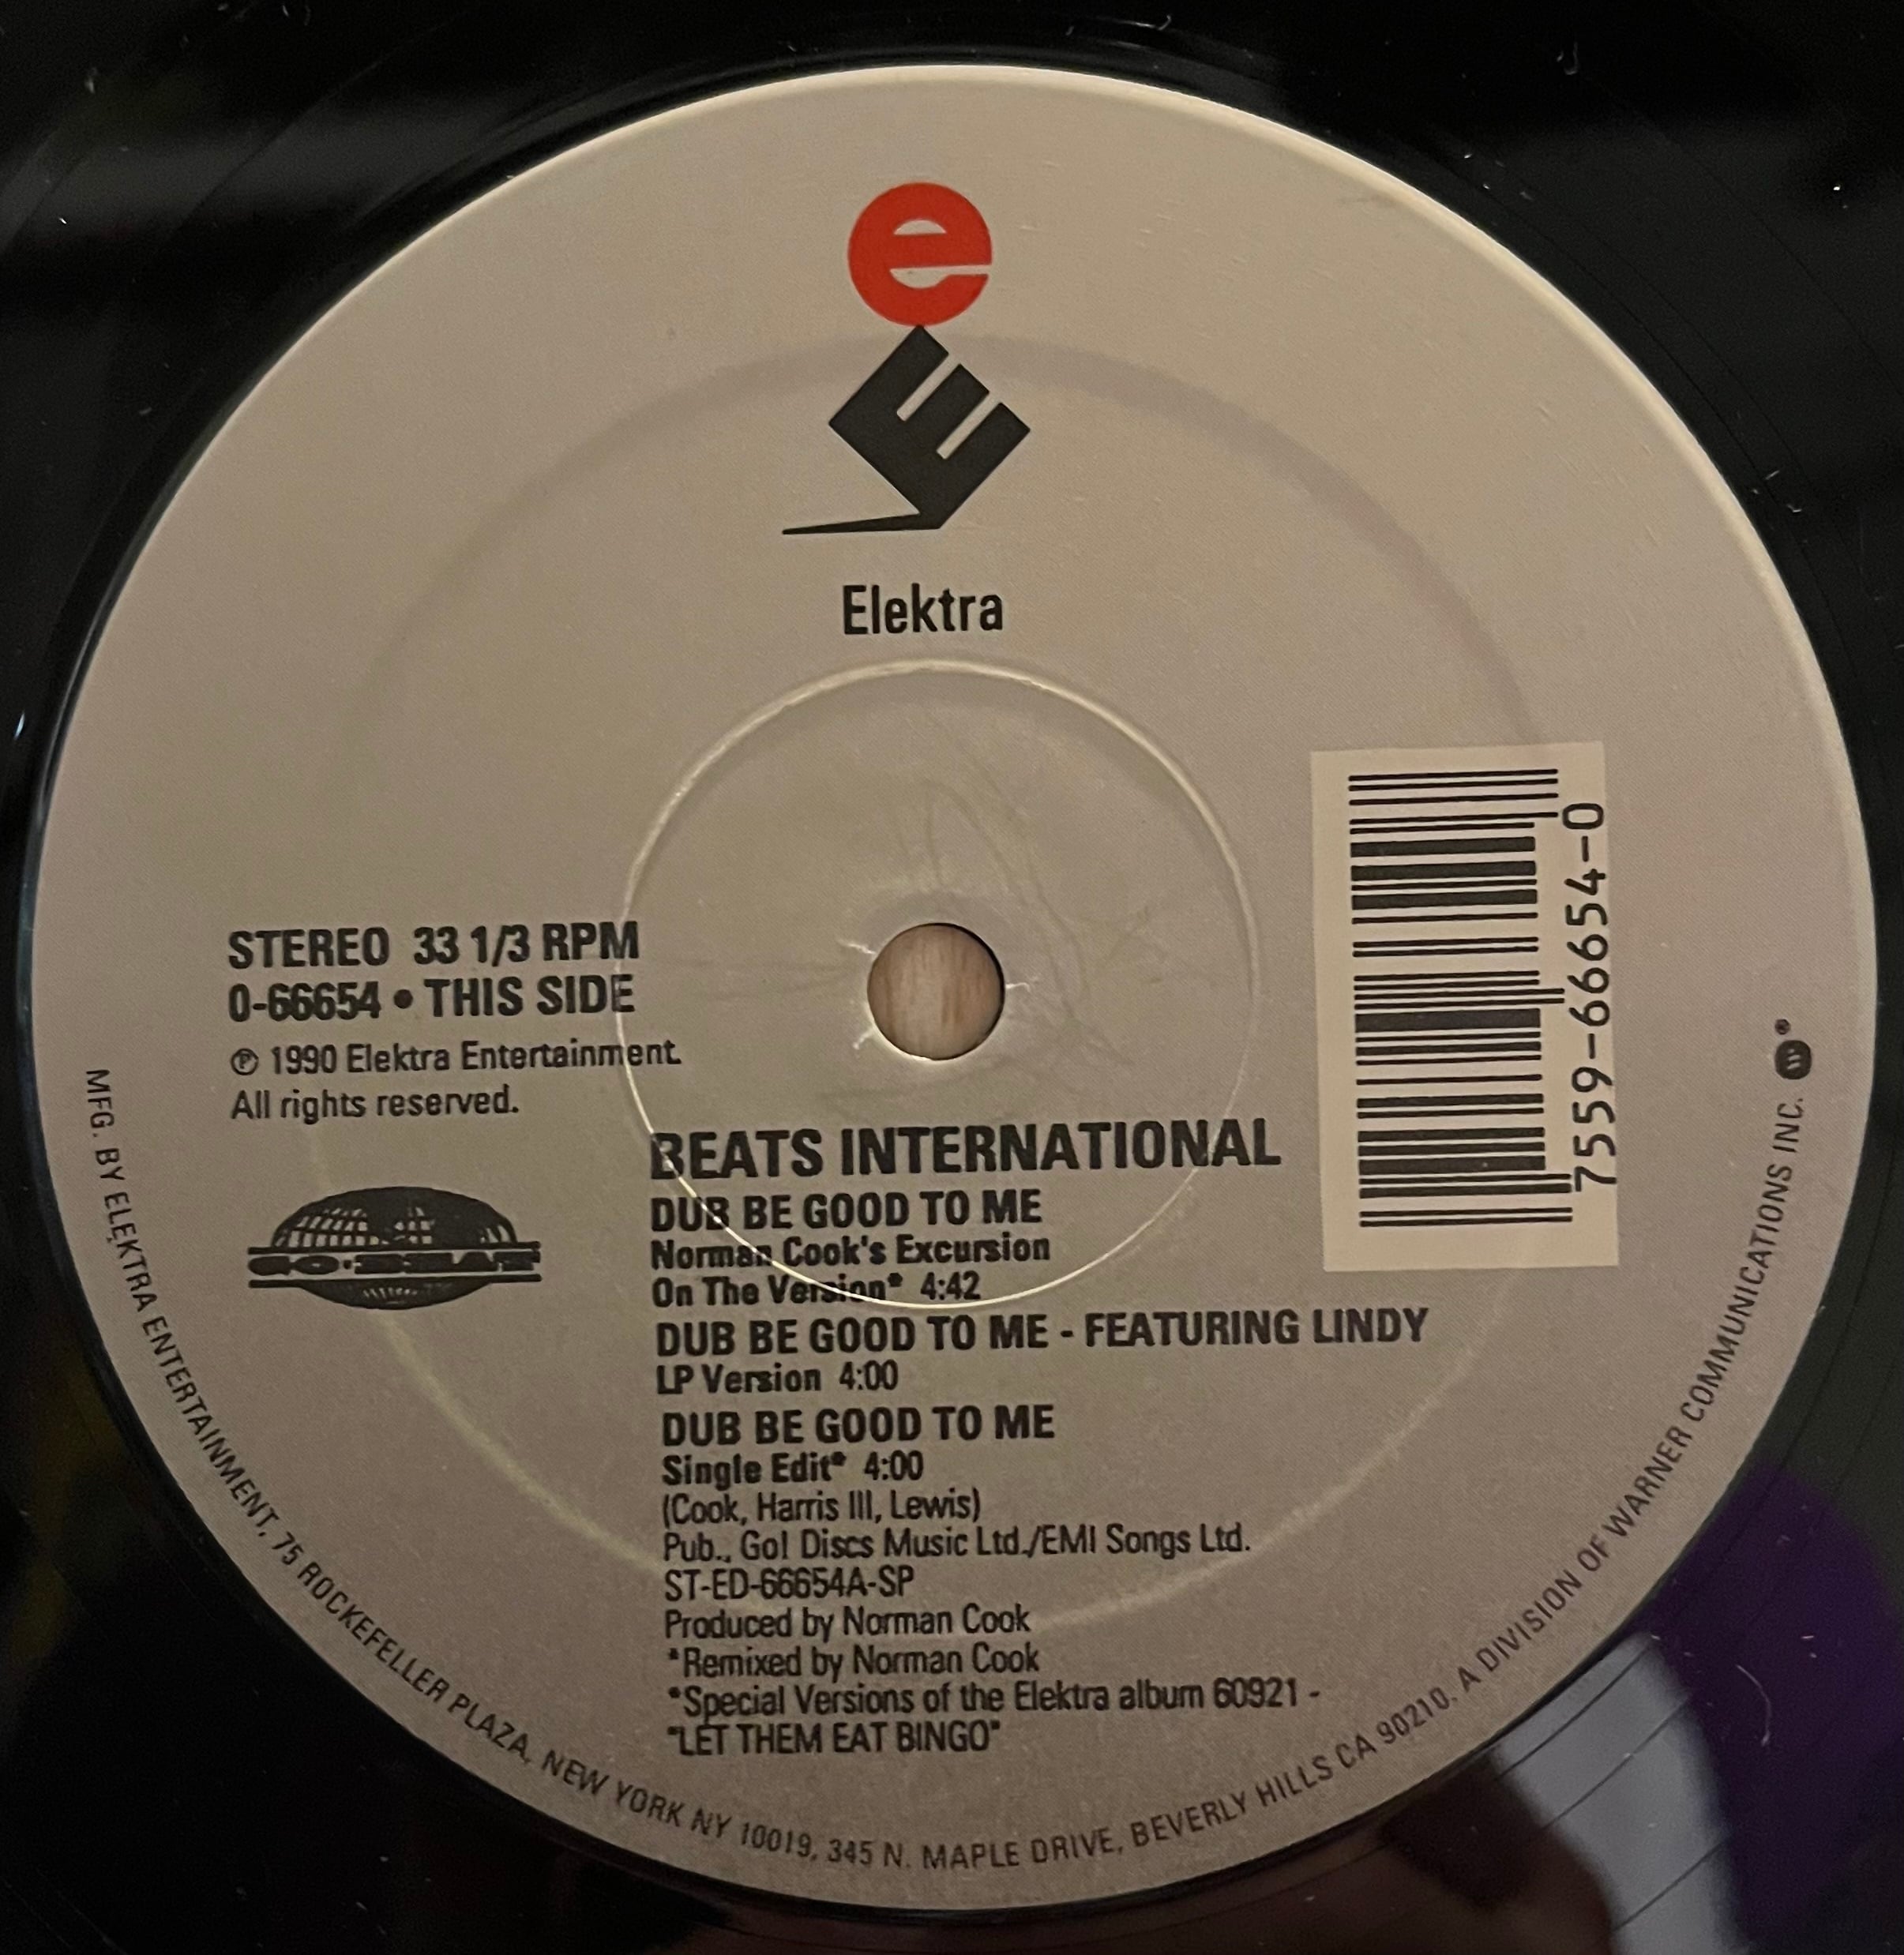 e
E
Elektra
STEREO 33 1/3 RPM
0-66654 • THIS SIDE
℗ 1990 Elektra Entertainment.
All rights reserved.
GO•BEAT
7559-66654-0
BEATS INTERNATIONAL
DUB BE GOOD TO ME
Norman Cook's Excursion
On The Version* 4:42
DUB BE GOOD TO ME - FEATURING LINDY
LP Version 4:00
DUB BE GOOD TO ME
Single Edit* 4:00
(Cook, Harris III, Lewis)
Pub., Go! Discs Music Ltd./EMI Songs Ltd.
ST-ED-66654A-SP
Produced by Norman Cook
*Remixed by Norman Cook
*Special Versions of the Elektra album 60921 -
"LET THEM EAT BINGO"
MFG. BY ELEKTRA ENTERTAINMENT, 75 ROCKEFELLER PLAZA, NEW YORK NY 10019, 345 N. MAPLE DRIVE, BEVERLY HILLS CA 90210. A DIVISION OF WARNER COMMUNICATIONS INC. ®